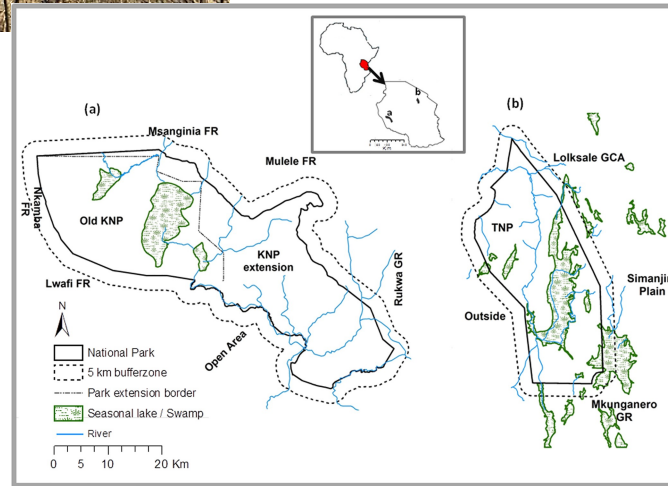 (a)
Msanginia FR
Mulele FR
Nkamba
FR
Old KNP
KNP
extension
Rukwa GR
Lwafi FR
Open Area
N
National Park
5 km bufferzone
Park extension border
Seasonal lake / Swamp
River
0 5 10 20 Km
b
a
(b)
Lolksale GCA
TNP
Simanjir
Plain
Outside
Mkunganero
GR